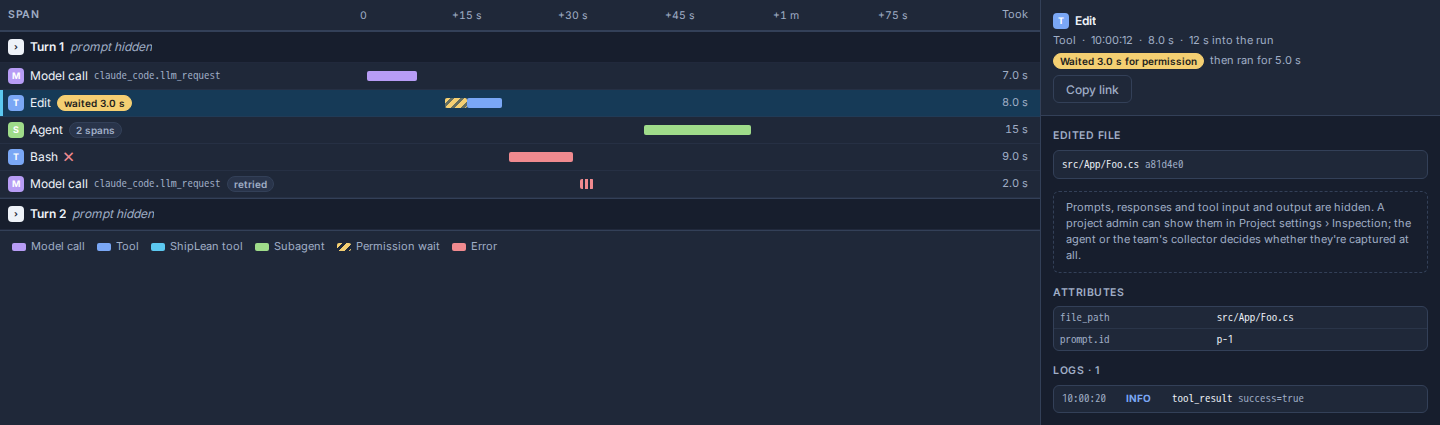 SPAN 0 +15 s +30 s +45 s +1 m +75 s Took
› Turn 1 prompt hidden
M Model call claude_code.llm_request 7.0 s
T Edit waited 3.0 s 8.0 s
S Agent 2 spans 15 s
T Bash ✕ 9.0 s
M Model call claude_code.llm_request retried 2.0 s
› Turn 2 prompt hidden
Model call Tool ShipLean tool Subagent Permission wait Error
T Edit
Tool · 10:00:12 · 8.0 s · 12 s into the run
Waited 3.0 s for permission then ran for 5.0 s
Copy link
EDITED FILE
src/App/Foo.cs a81d4e0
Prompts, responses and tool input and output are hidden. A
project admin can show them in Project settings › Inspection; the
agent or the team's collector decides whether they're captured at
all.
ATTRIBUTES
file_path src/App/Foo.cs
prompt.id p-1
LOGS · 1
10:00:20 INFO tool_result success=true